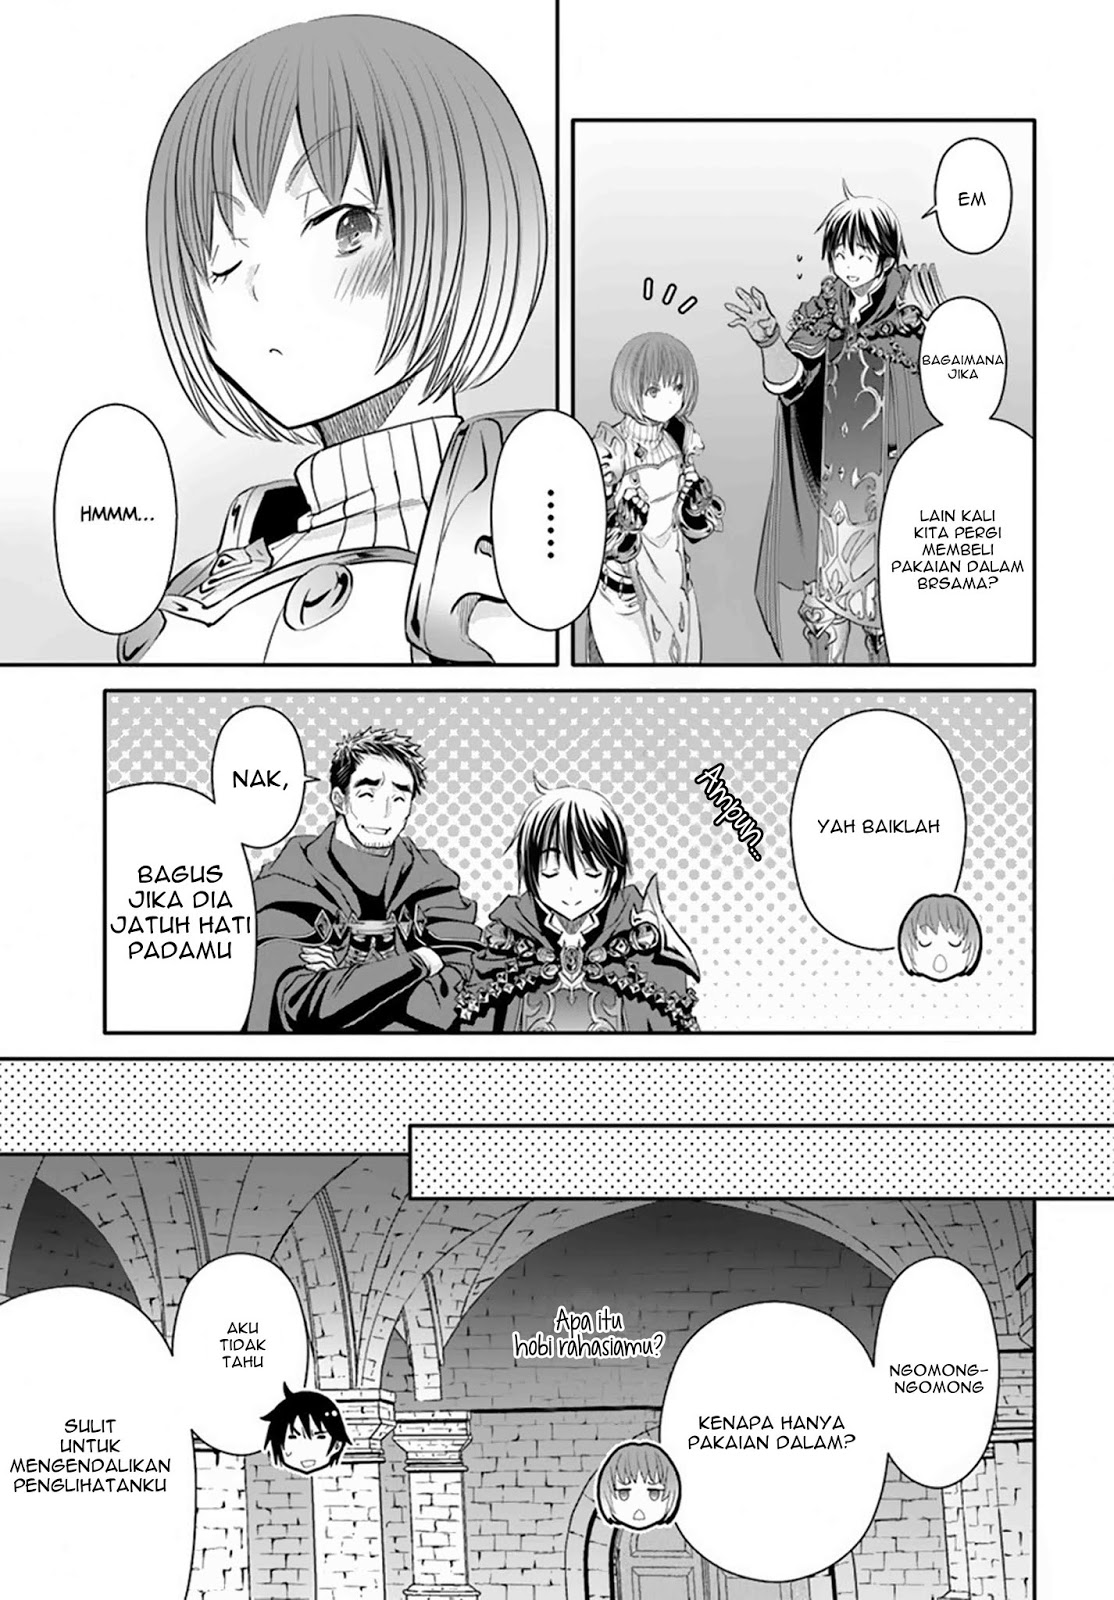 EM
BAGAIMANA
JIKA
LAIN KALI
KITA PERGI
MEMBELI
PAKAIAN DALAM
BRSAMA?
.......
HMMM...
YAH BAIKLAH
Ampun...
NAK,
BAGUS
JIKA DIA
JATUH HATI
PADAMU
NGOMONG-
NGOMONG
KENAPA HANYA
PAKAIAN DALAM?
Apa itu
hobi rahasiamu?
AKU
TIDAK
TAHU
SULIT
UNTUK
MENGENDALIKAN
PENGLIHATANKU